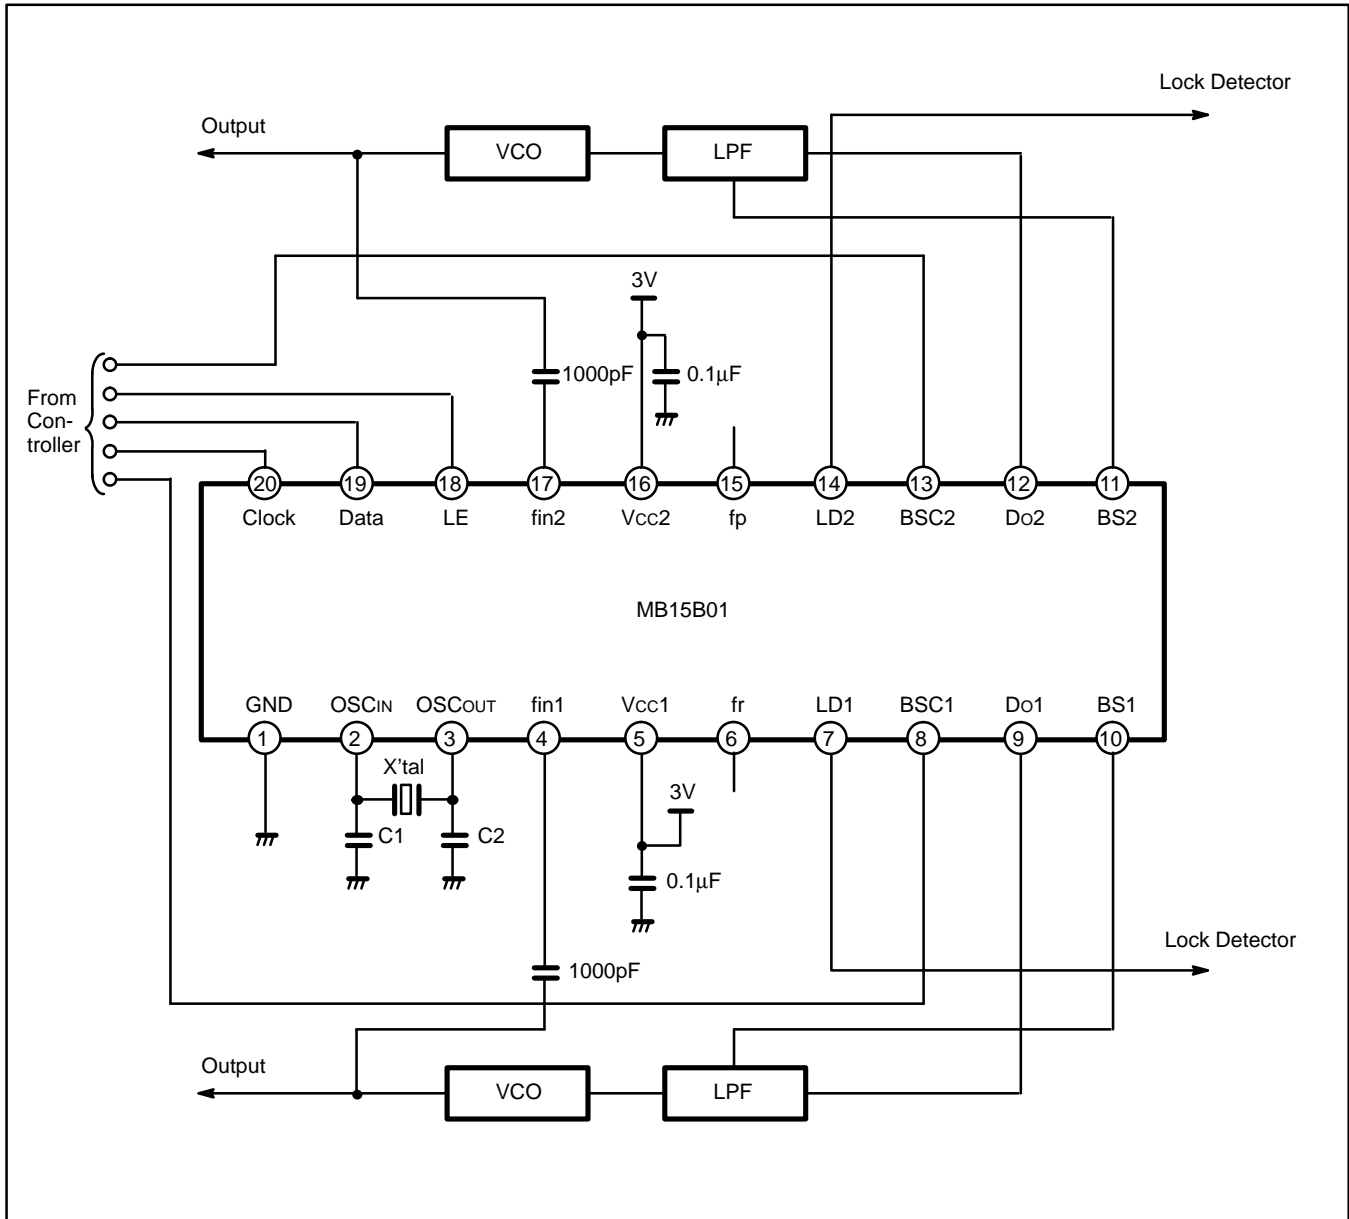 Lock Detector
Output
VCO
LPF
3V
1000pF
0.1µF
From
Con-
troller
20
19
18
17
16
15
14
13
12
11
Clock
Data
LE
fin2
VCC2
fp
LD2
BSC2
DO2
BS2
MB15B01
GND
OSCIN
OSCOUT
fin1
VCC1
fr
LD1
BSC1
DO1
BS1
1
2
3
4
5
6
7
8
9
10
X'tal
3V
C1
C2
0.1µF
Lock Detector
1000pF
Output
VCO
LPF